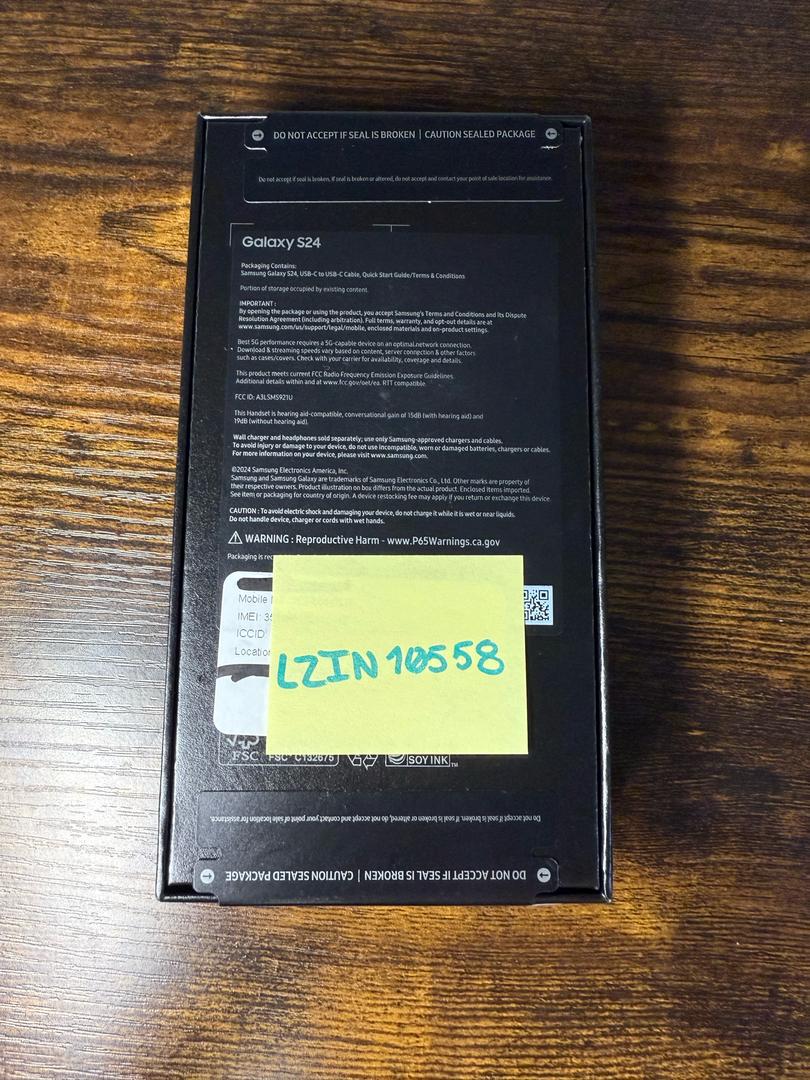 DO NOT ACCEPT IF SEAL IS BROKEN | CAUTION SEALED PACKAGE
Do not accept if seal is broken. If seal is broken or altered, do not accept and contact your point of sale location for assistance.
Galaxy S24
Packaging Contains:
Samsung Galaxy S24, USB-C to USB-C Cable, Quick Start Guide/Terms & Conditions
Portion of storage occupied by existing content.
IMPORTANT :
By opening the package or using the product, you accept Samsung's Terms and Conditions and its Dispute
Resolution Agreement (including arbitration). Full terms, warranty, and opt-out details are at
www.samsung.com/us/support/legal/mobile, enclosed materials and on-product settings.
Best 5G performance requires a 5G-capable device on an optimal network connection.
Download & streaming speeds vary based on content, server connection & other factors
such as cases/covers. Check with your carrier for availability, coverage and details.
This product meets current FCC Radio Frequency Emission Exposure Guidelines.
Additional details within and at www.fcc.gov/oet/ea. RTT compatible.
FCC ID: A3LSMS921U
This Handset is hearing aid-compatible, conversational gain of 15dB (with hearing aid) and
19dB (without hearing aid).
Wall charger and headphones sold separately; use only Samsung-approved chargers and cables.
To avoid injury or damage to your device, do not use incompatible, worn or damaged batteries, chargers or cables.
For more information on your device, please visit www.samsung.com.
©2024 Samsung Electronics America, Inc.
Samsung and Samsung Galaxy are trademarks of Samsung Electronics Co., Ltd. Other marks are property of
their respective owners. Product illustration on box differs from the actual product. Enclosed items imported.
See item or packaging for country of origin. A device restocking fee may apply if you return or exchange this device.
CAUTION : To avoid electric shock and damaging your device, do not charge it while it is wet or near liquids.
Do not handle device, charger or cords with wet hands.
WARNING : Reproductive Harm - www.P65Warnings.ca.gov
Packaging is
Mobile
IMEI: 35
ICCID:
Location
LZIN 10558
FSC FSC® C132675 SOY INK™
Do not accept if seal is broken. If seal is broken or altered, do not accept and contact your point of sale location for assistance.
DO NOT ACCEPT IF SEAL IS BROKEN | CAUTION SEALED PACKAGE